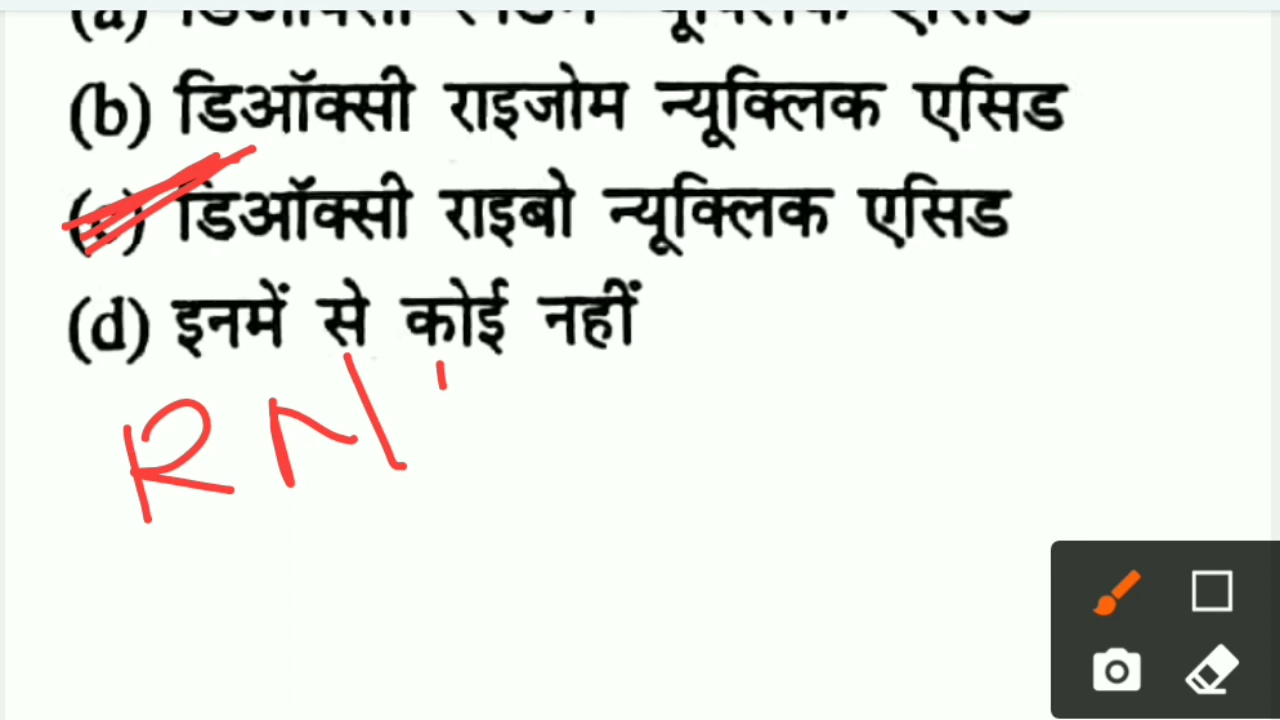 (b) डिऑक्सी राइजोम न्यूक्लिक एसिड
(c) डिऑक्सी राइबो न्यूक्लिक एसिड
(d) इनमें से कोई नहीं
RN